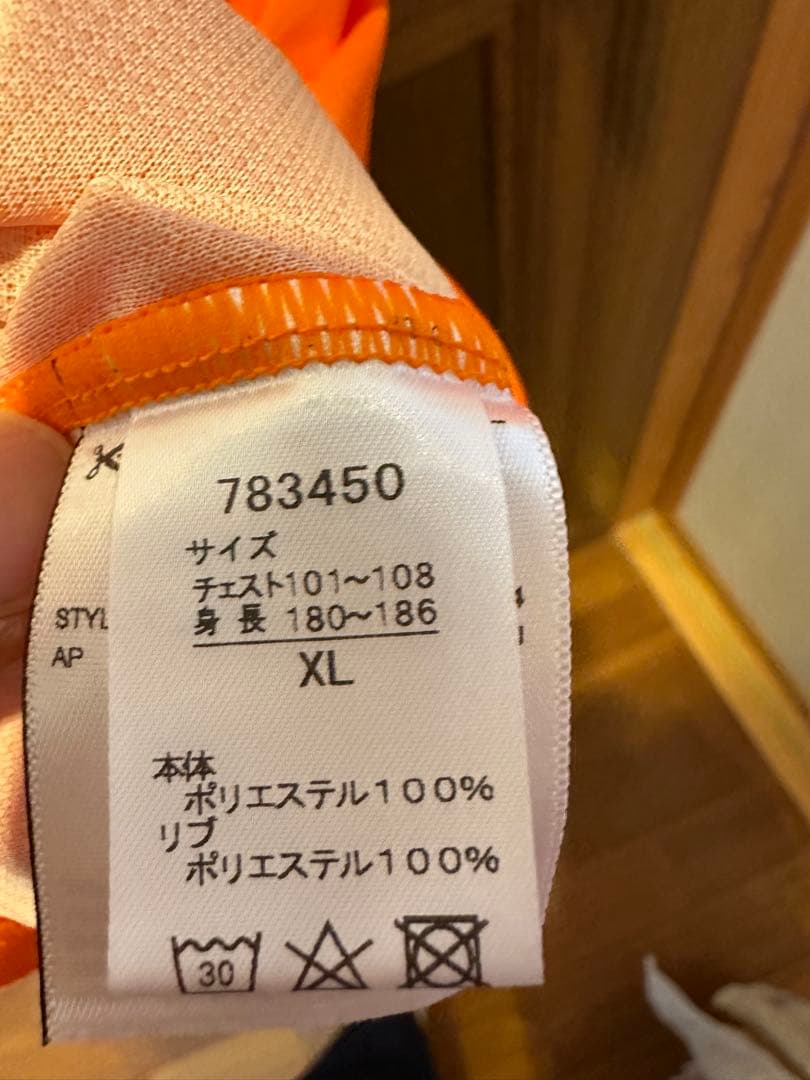 783450
サイズ
チェスト101〜108
身長 180〜186
XL
本体
ポリエステル100%
リブ
ポリエステル100%
30
AP